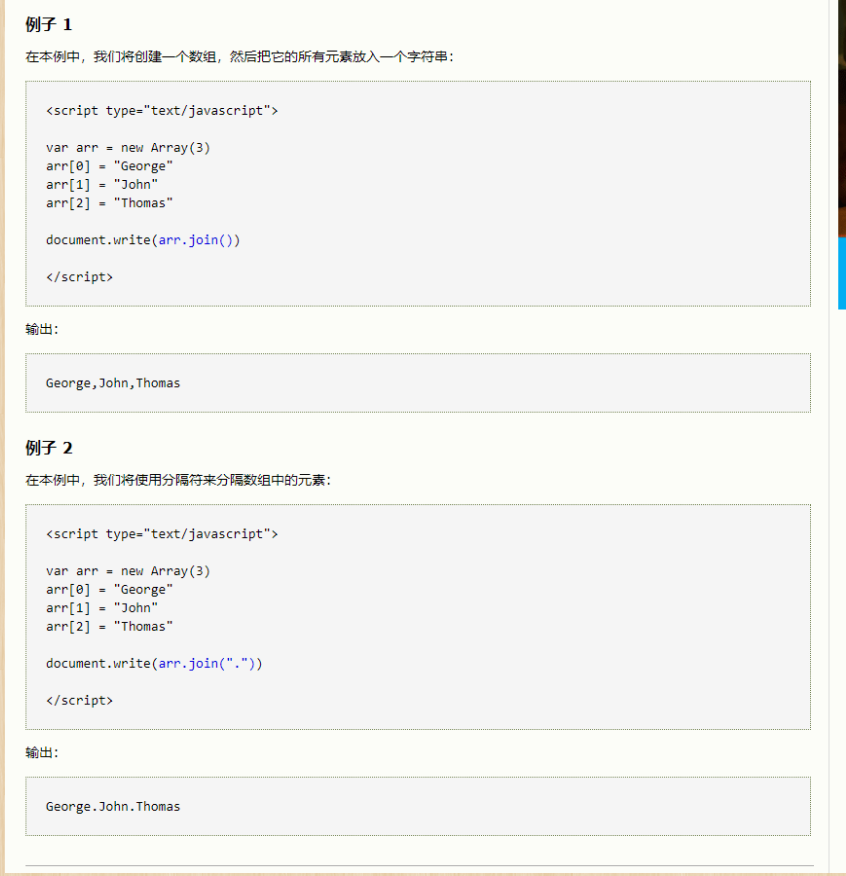 例子 1
在本例中，我们将创建一个数组，然后把它的所有元素放入一个字符串：
<script type="text/javascript">
var arr = new Array(3)
arr[0] = "George"
arr[1] = "John"
arr[2] = "Thomas"
document.write(arr.join())
</script>
输出：
George,John,Thomas
例子 2
在本例中，我们将使用分隔符来分隔数组中的元素：
<script type="text/javascript">
var arr = new Array(3)
arr[0] = "George"
arr[1] = "John"
arr[2] = "Thomas"
document.write(arr.join("."))
</script>
输出：
George.John.Thomas